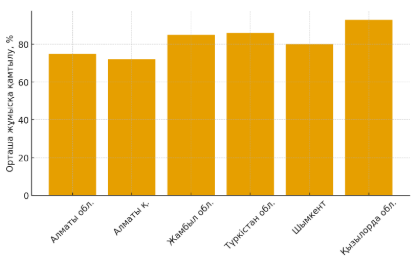 Орташа жұмысқа қамтылу, %
80
60
40
20
0
Алматы обл.
Алматы қ.
Жамбыл обл.
Түркістан обл.
Шымкент
Қызылорда обл.